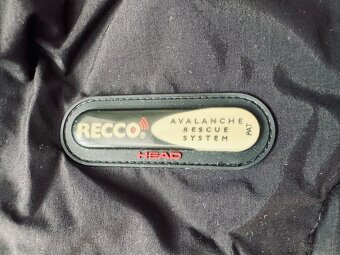 RECCO
AVALANCHE
RESCUE
SYSTEM
PAT
HEAD